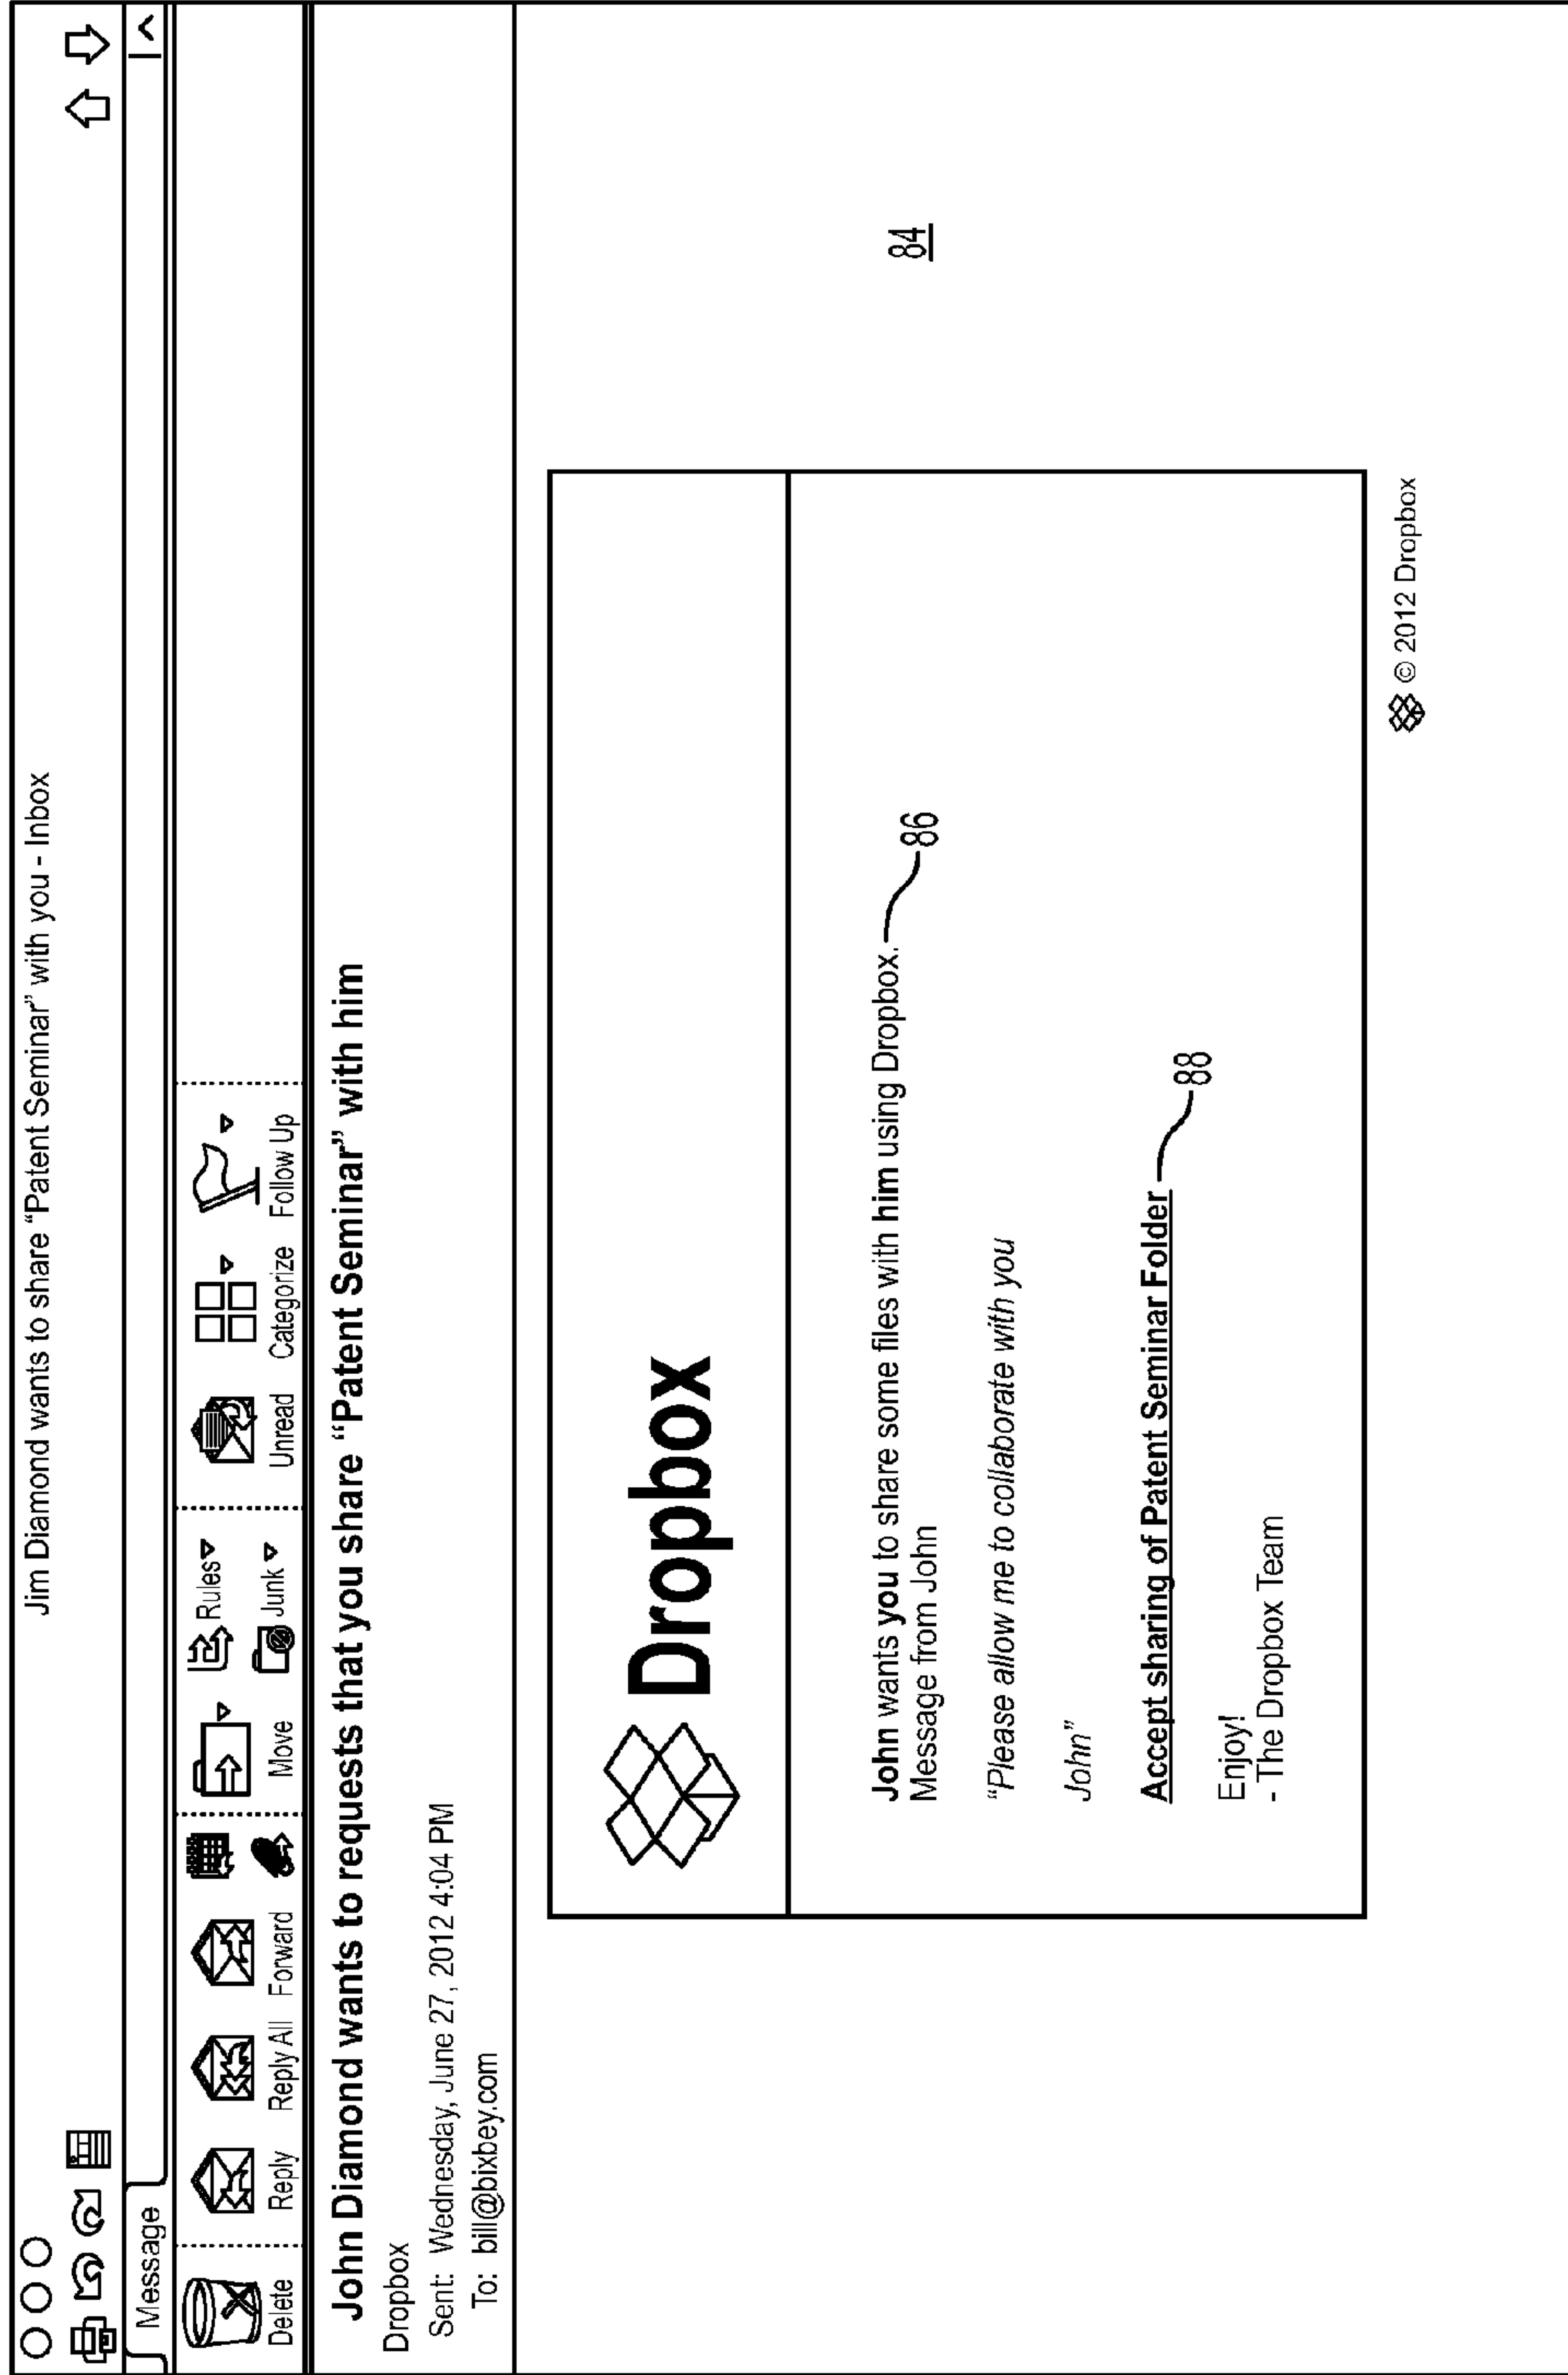 Jim Diamond wants to share “Patent Seminar” with you - Inbox
Message
Delete
Reply
Reply All
Forward
Move
Rules
Junk
Unread
Categorize
Follow Up
John Diamond wants to requests that you share “Patent Seminar” with him
Dropbox
Sent: Wednesday, June 27, 2012 4:04 PM
To: bill@bixbey.com
Dropbox
84
John wants you to share some files with him using Dropbox.
86
Message from John
“Please allow me to collaborate with you
John”
Accept sharing of Patent Seminar Folder
88
Enjoy!
- The Dropbox Team
© 2012 Dropbox